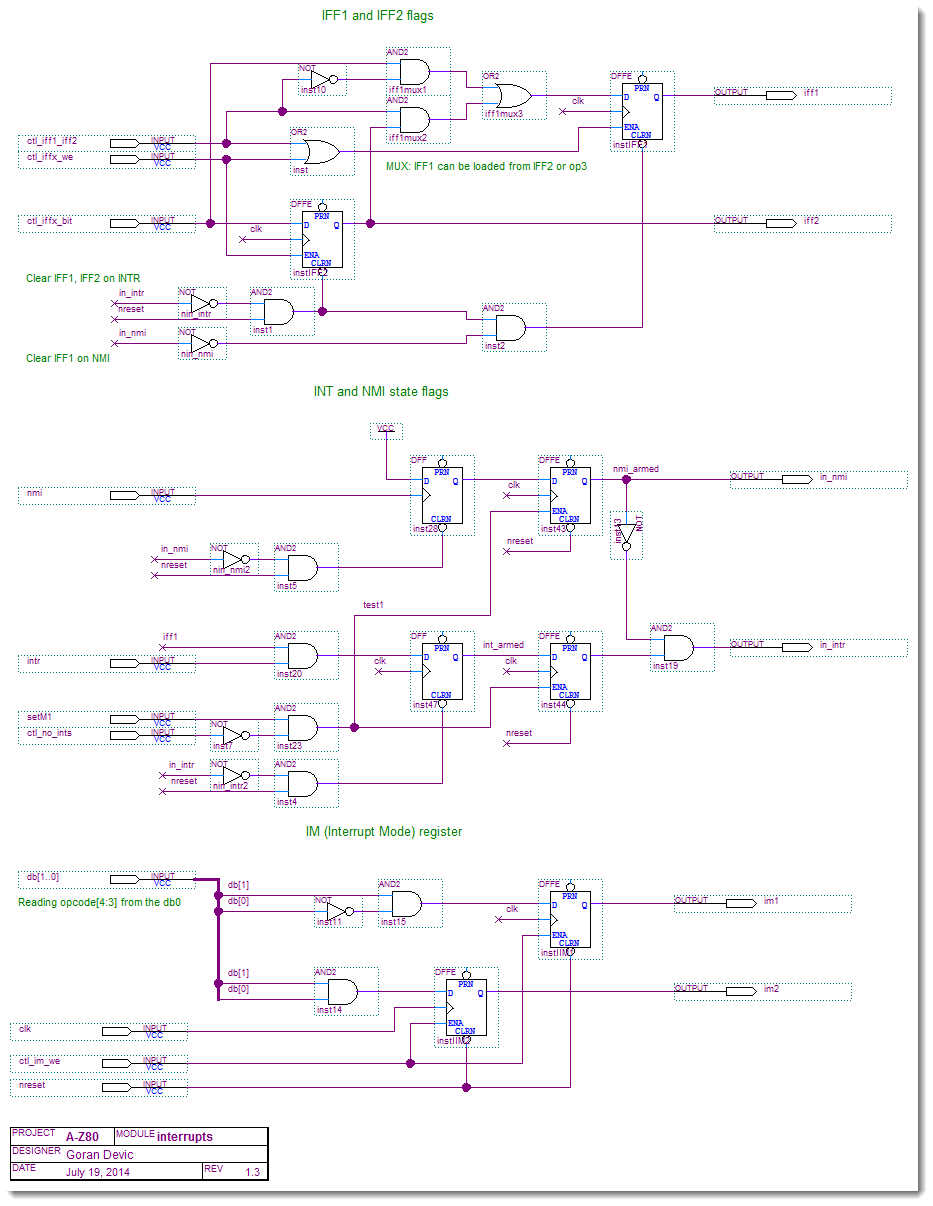 IFF1 and IFF2 flags
AND2
NOT
inst10
iff1mux1
OR2
DFFE
PRN
D Q
clk
ENA
CLRN
instIFF1
OUTPUT
iff1
AND2
iff1mux2
iff1mux3
ctl_iff1_iff2
INPUT
VCC
ctl_iffx_we
INPUT
VCC
OR2
inst
MUX: IFF1 can be loaded from IFF2 or op3
DFFE
PRN
D Q
clk
ENA
CLRN
instIFF2
ctl_iffx_bit
INPUT
VCC
OUTPUT
iff2
Clear IFF1, IFF2 on INTR
in_intr
NOT
nin_intr
nreset
AND2
inst1
in_nmi
NOT
nin_nmi
AND2
inst2
Clear IFF1 on NMI
INT and NMI state flags
VCC
DFF
PRN
D Q
CLRN
inst28
DFFE
PRN
D Q
clk
ENA
CLRN
inst43
nmi_armed
OUTPUT
in_nmi
nmi
INPUT
VCC
nreset
inst13
NOT
in_nmi
NOT
nin_nmi2
nreset
AND2
inst5
test1
iff1
AND2
inst20
intr
INPUT
VCC
DFF
PRN
D Q
clk
CLRN
inst47
int_armed
DFFE
PRN
D Q
clk
ENA
CLRN
inst44
AND2
inst19
OUTPUT
in_intr
setM1
INPUT
VCC
ctl_no_ints
INPUT
VCC
NOT
inst7
AND2
inst23
nreset
in_intr
NOT
nin_intr2
nreset
AND2
inst4
IM (Interrupt Mode) register
db[1..0]
INPUT
VCC
Reading opcode[4:3] from the db0
db[1]
db[0]
NOT
inst11
AND2
inst15
DFFE
PRN
D Q
clk
ENA
CLRN
instIM1
OUTPUT
im1
db[1]
db[0]
AND2
inst14
DFFE
PRN
D Q
ENA
CLRN
instIM2
OUTPUT
im2
clk
INPUT
VCC
ctl_im_we
INPUT
VCC
nreset
INPUT
VCC
PROJECT A-Z80 MODULE interrupts
DESIGNER Goran Devic
DATE July 19, 2014 REV 1.3